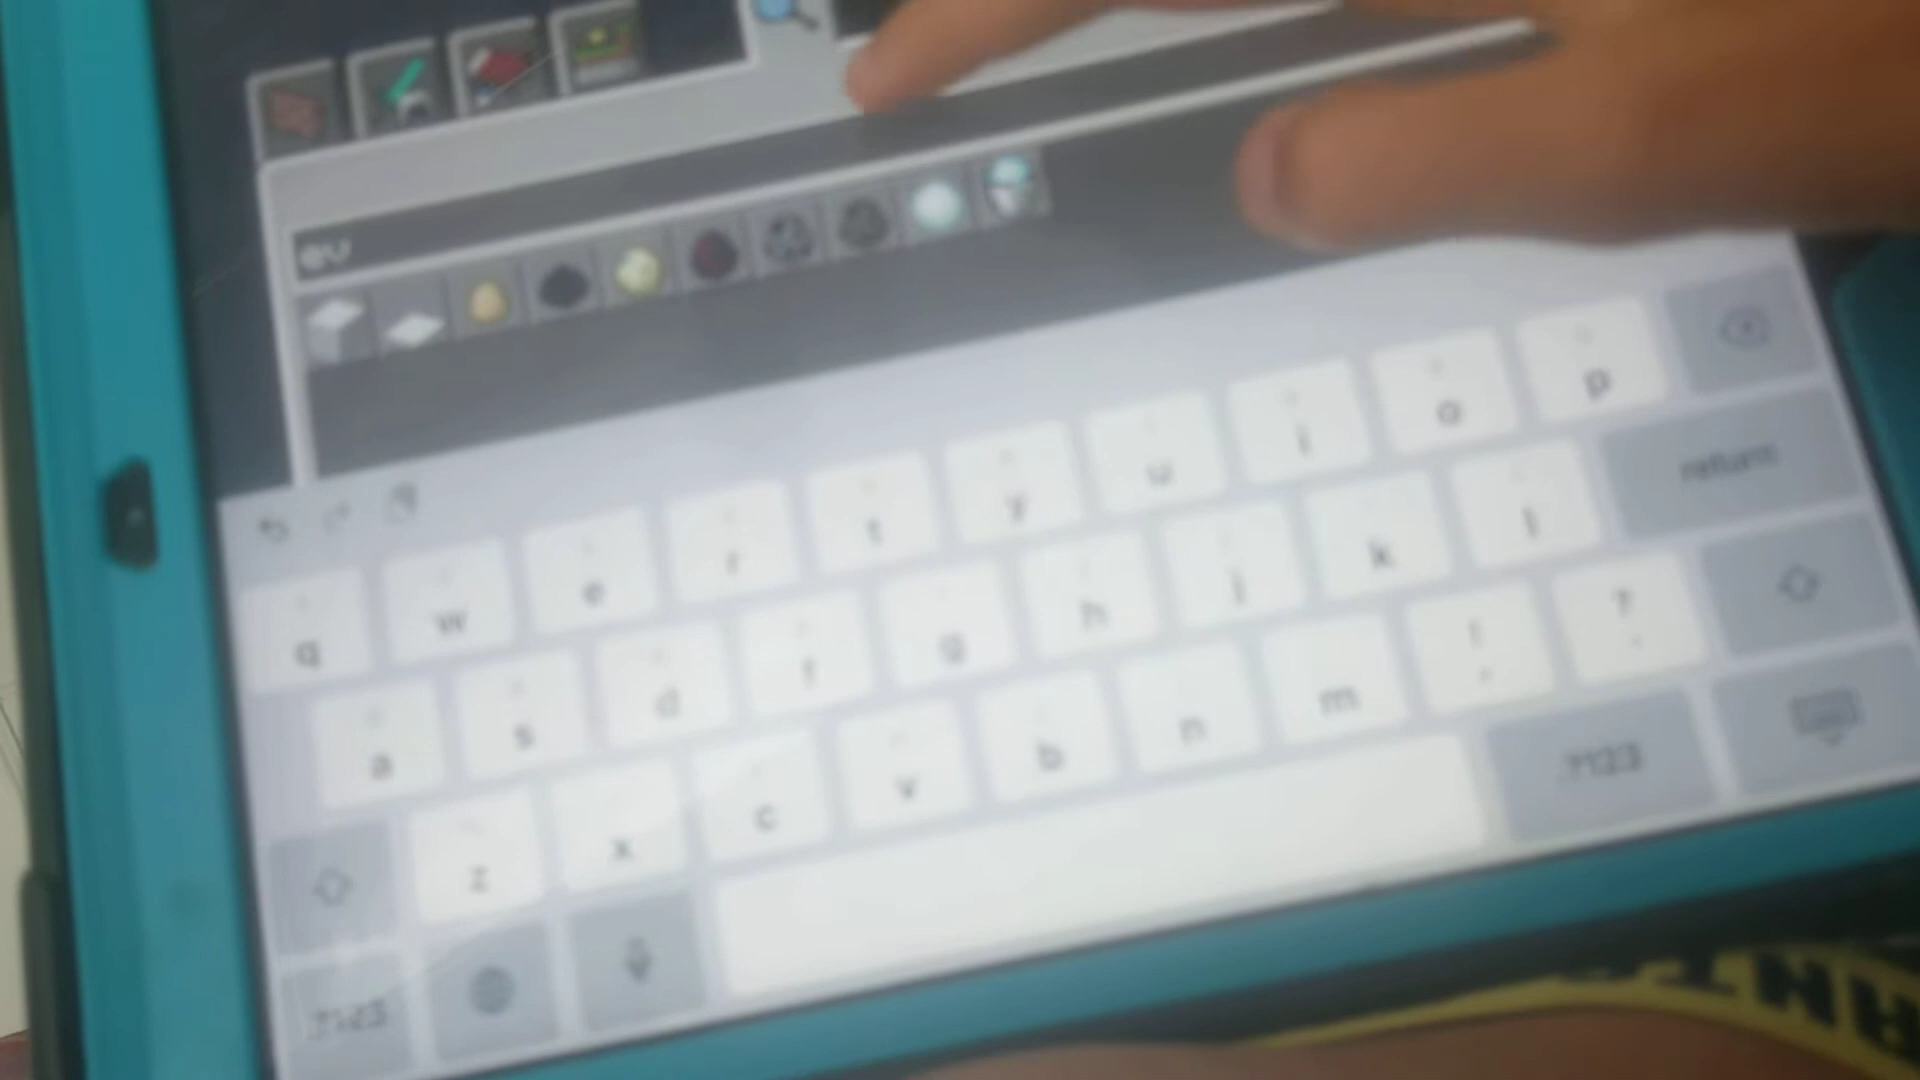 eu
q w e r t y u i o p
a s d f g h j k l return
z x c v b n m ! , ? .
.?123 .?123